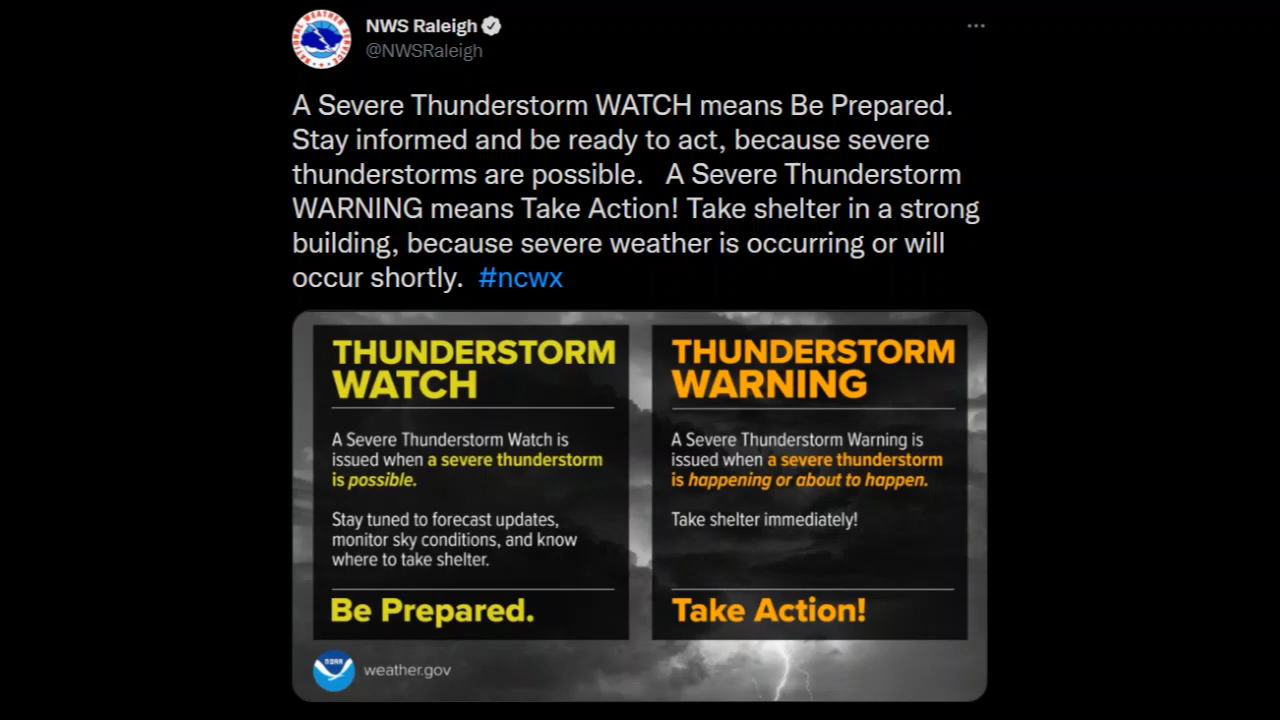 NWS Raleigh
@NWSRaleigh
A Severe Thunderstorm WATCH means Be Prepared.
Stay informed and be ready to act, because severe
thunderstorms are possible.   A Severe Thunderstorm
WARNING means Take Action! Take shelter in a strong
building, because severe weather is occurring or will
occur shortly.  #ncwx
THUNDERSTORM
WATCH
A Severe Thunderstorm Watch is
issued when a severe thunderstorm
is possible.
Stay tuned to forecast updates,
monitor sky conditions, and know
where to take shelter.
Be Prepared.
THUNDERSTORM
WARNING
A Severe Thunderstorm Warning is
issued when a severe thunderstorm
is happening or about to happen.
Take shelter immediately!
Take Action!
NOAA
weather.gov
NATIONAL WEATHER SERVICE